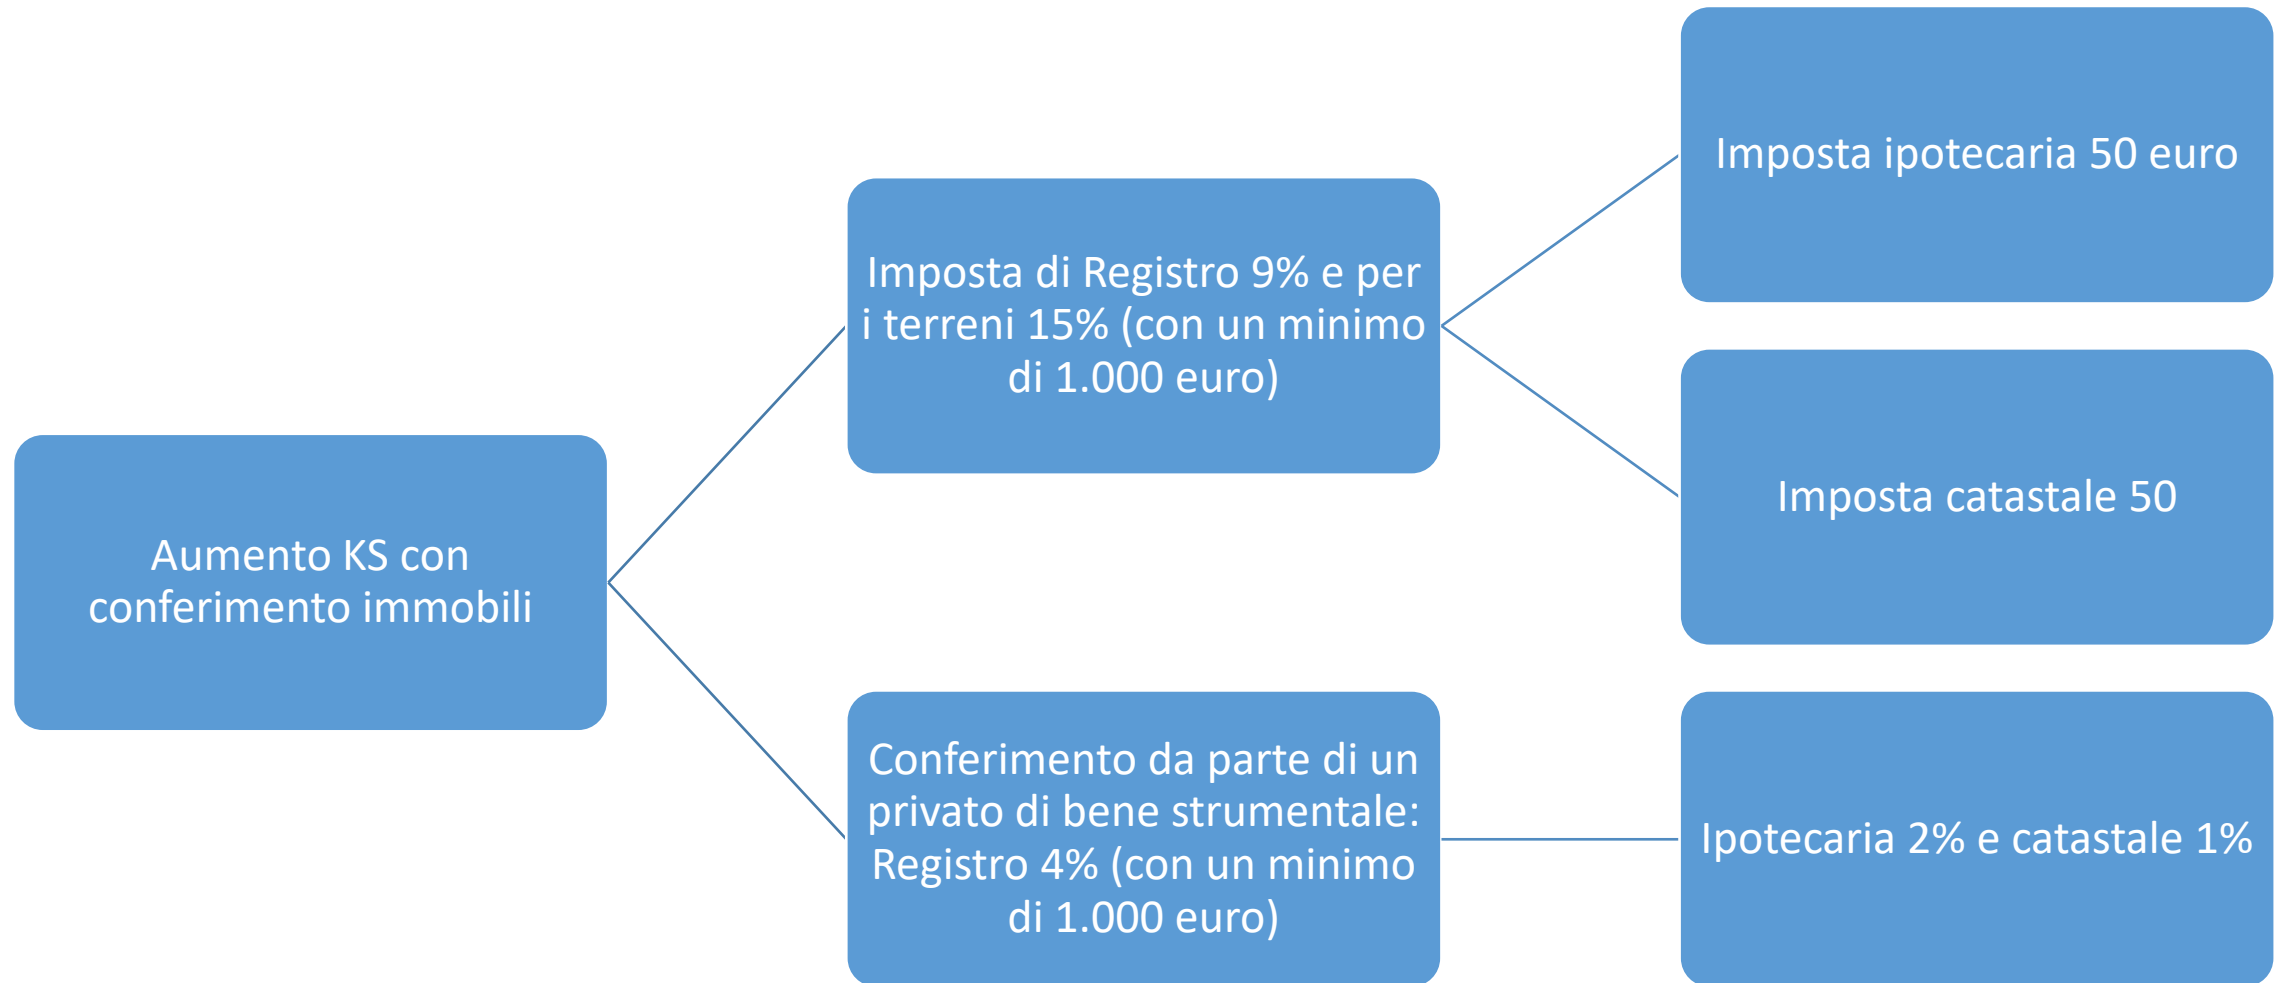 Aumento KS con
conferimento immobili
Imposta di Registro 9% e per
i terreni 15% (con un minimo
di 1.000 euro)
Imposta ipotecaria 50 euro
Imposta catastale 50
Conferimento da parte di un
privato di bene strumentale:
Registro 4% (con un minimo
di 1.000 euro)
Ipotecaria 2% e catastale 1%